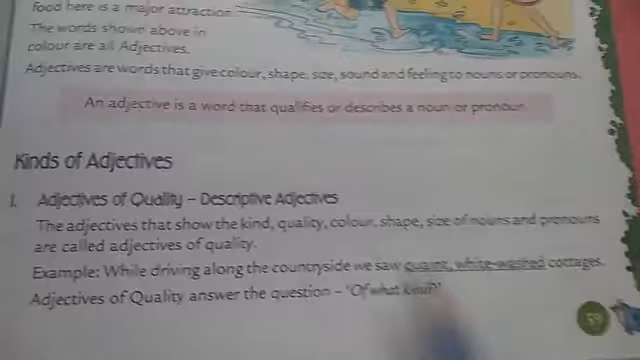 food here is a major attraction.
The words shown above in
colour are all Adjectives.
Adjectives are words that give colour, shape, size, sound and feeling to nouns or pronouns.
An adjective is a word that qualifies or describes a noun or pronoun.
Kinds of Adjectives
1. Adjectives of Quality – Descriptive Adjectives
The adjectives that show the kind, quality, colour, shape, size of nouns and pronouns
are called adjectives of quality.
Example: While driving along the countryside we saw quaint, white-washed cottages.
Adjectives of Quality answer the question – 'Of what kind?'
59